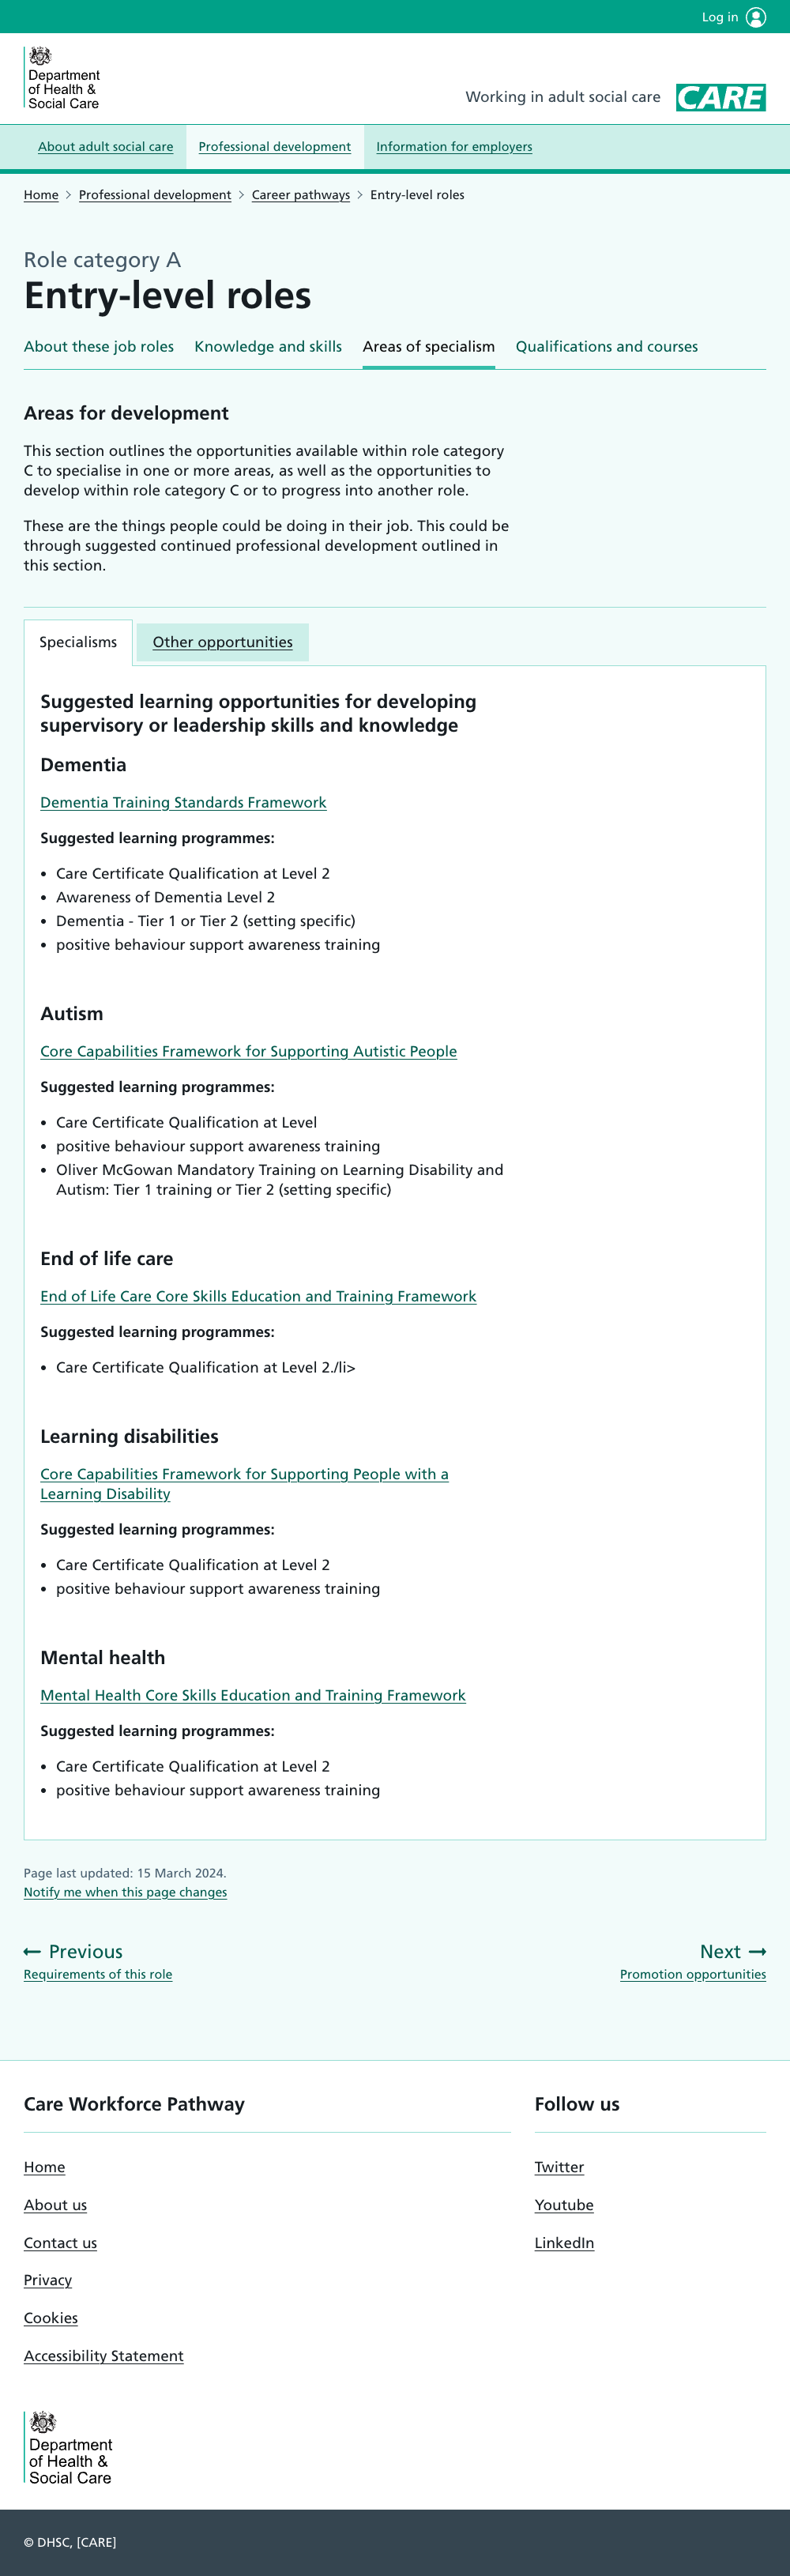 Log in
Department
of Health &
Social Care
Working in adult social care
CARE
About adult social care
Professional development
Information for employers
Home
Professional development
Career pathways
Entry-level roles
Role category A
Entry-level roles
About these job roles
Knowledge and skills
Areas of specialism
Qualifications and courses
Areas for development
This section outlines the opportunities available within role category
C to specialise in one or more areas, as well as the opportunities to
develop within role category C or to progress into another role.
These are the things people could be doing in their job. This could be
through suggested continued professional development outlined in
this section.
Specialisms
Other opportunities
Suggested learning opportunities for developing
supervisory or leadership skills and knowledge
Dementia
Dementia Training Standards Framework
Suggested learning programmes:
• Care Certificate Qualification at Level 2
• Awareness of Dementia Level 2
• Dementia - Tier 1 or Tier 2 (setting specific)
• positive behaviour support awareness training
Autism
Core Capabilities Framework for Supporting Autistic People
Suggested learning programmes:
• Care Certificate Qualification at Level
• positive behaviour support awareness training
• Oliver McGowan Mandatory Training on Learning Disability and
Autism: Tier 1 training or Tier 2 (setting specific)
End of life care
End of Life Care Core Skills Education and Training Framework
Suggested learning programmes:
• Care Certificate Qualification at Level 2./li>
Learning disabilities
Core Capabilities Framework for Supporting People with a
Learning Disability
Suggested learning programmes:
• Care Certificate Qualification at Level 2
• positive behaviour support awareness training
Mental health
Mental Health Core Skills Education and Training Framework
Suggested learning programmes:
• Care Certificate Qualification at Level 2
• positive behaviour support awareness training
Page last updated: 15 March 2024.
Notify me when this page changes
Previous
Requirements of this role
Next
Promotion opportunities
Care Workforce Pathway
Home
About us
Contact us
Privacy
Cookies
Accessibility Statement
Follow us
Twitter
Youtube
LinkedIn
Department
of Health &
Social Care
© DHSC, [CARE]